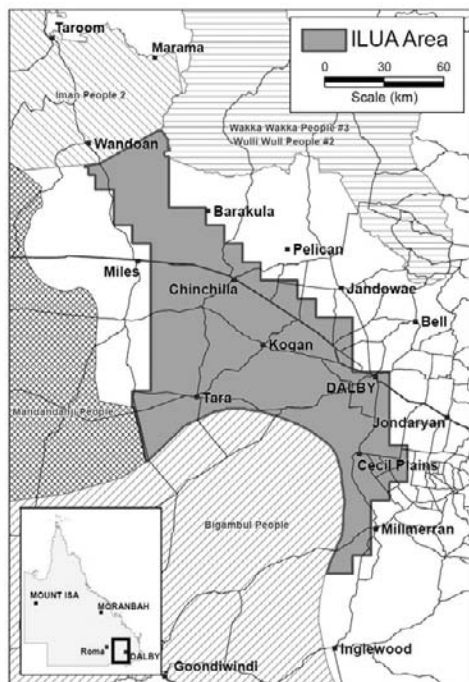 Taroom
Marama
ILUA Area
0 30 60
Scale (km)
Iman People 2
Wakka Wakka People #3
Wulli Wull People #2
Wandoan
Barakula
Pelican
Miles
Chinchilla
Jandowae
Bell
Kogan
DALBY
Tara
Mandandanji People
Jondaryan
Cecil Plains
Bigambul People
Millmerran
MOUNT ISA
MORANBAH
Roma
DALBY
Inglewood
Goondiwindi